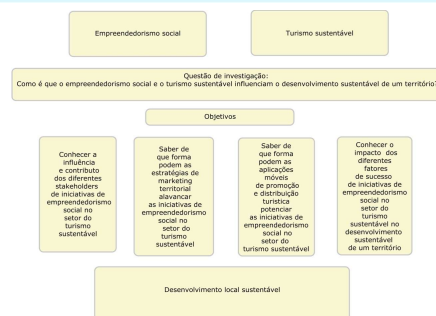 Empreendedorismo social
Turismo sustentável
Questão de investigação:
Como é que o empreendedorismo social e o turismo sustentável influenciam o desenvolvimento sustentável de um território?
Objetivos
Conhecer a
influência
e contributo
dos diferentes
stakeholders
de iniciativas de
empreendedorismo
social no
setor do
turismo
sustentável
Saber de
que forma
podem as
estratégias de
marketing
territorial
alavancar
as iniciativas de
empreendedorismo
social no
setor do
turismo
sustentável
Saber de
que forma
podem as
aplicações
móveis
de promoção
e distribuição
turistica
potenciar
as iniciativas de
empreendedorismo
social no
setor do
turismo sustentável
Conhecer o
impacto dos
diferentes
fatores
de sucesso
de iniciativas de
empreendedorismo
social no
setor do
turismo
sustentável no
desenvolvimento
sustentável
de um território
Desenvolvimento local sustentável